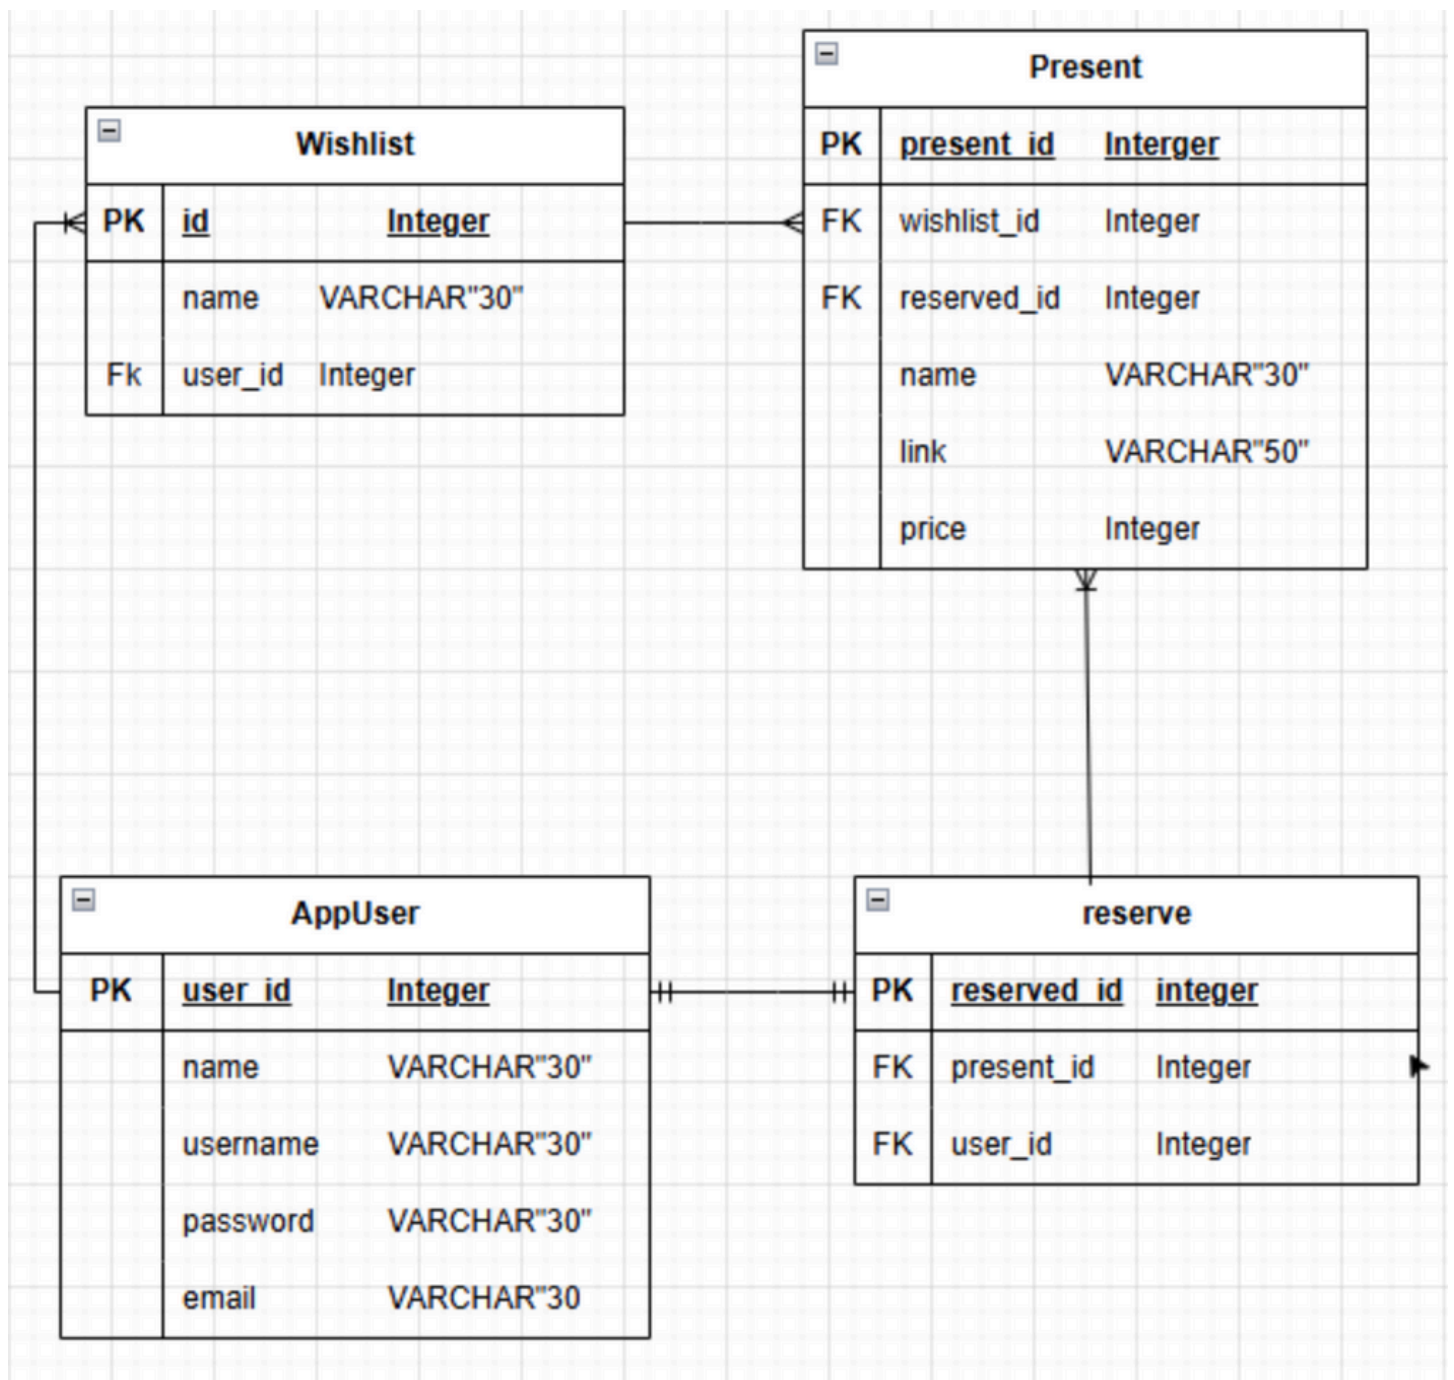 Wishlist
PK id Integer
name VARCHAR"30"
Fk user_id Integer
Present
PK present_id Interger
FK wishlist_id Integer
FK reserved_id Integer
name VARCHAR"30"
link VARCHAR"50"
price Integer
AppUser
PK user_id Integer
name VARCHAR"30"
username VARCHAR"30"
password VARCHAR"30"
email VARCHAR"30
reserve
PK reserved_id integer
FK present_id Integer
FK user_id Integer